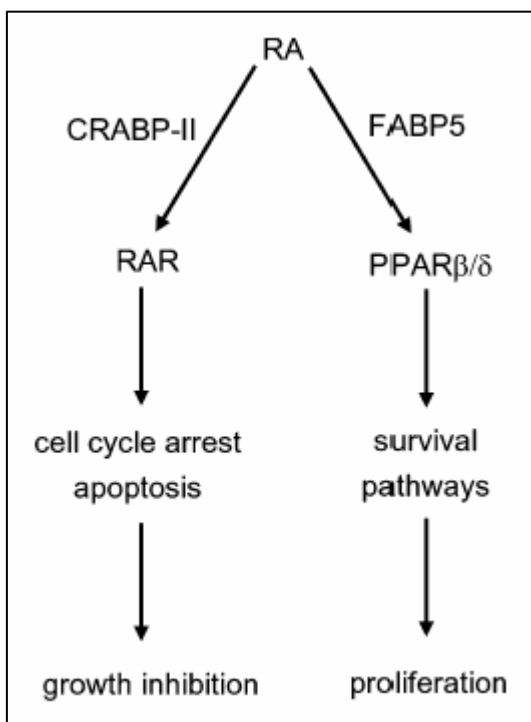 RA
CRABP-II
FABP5
RAR
PPARβ/δ
cell cycle arrest
apoptosis
survival
pathways
growth inhibition
proliferation